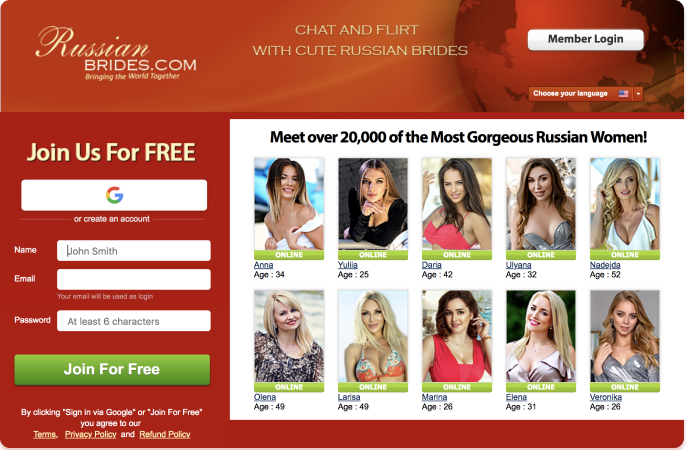 Russian
BRIDES.COM
Bringing the World Together
CHAT AND FLIRT
WITH CUTE RUSSIAN BRIDES
Member Login
Choose your language
Join Us For FREE
G
or create an account
Name
John Smith
Email
Your email will be used as login
Password
At least 6 characters
Join For Free
By clicking "Sign in via Google" or "Join For Free"
you agree to our
Terms, Privacy Policy and Refund Policy
Meet over 20,000 of the Most Gorgeous Russian Women!
ONLINE ONLINE ONLINE ONLINE ONLINE
Anna Yuliia Daria Ulyana Nadejda
Age : 34 Age : 25 Age : 42 Age : 32 Age : 52
ONLINE ONLINE ONLINE ONLINE ONLINE
Olena Larisa Marina Elena Veronika
Age : 49 Age : 49 Age : 26 Age : 31 Age : 26